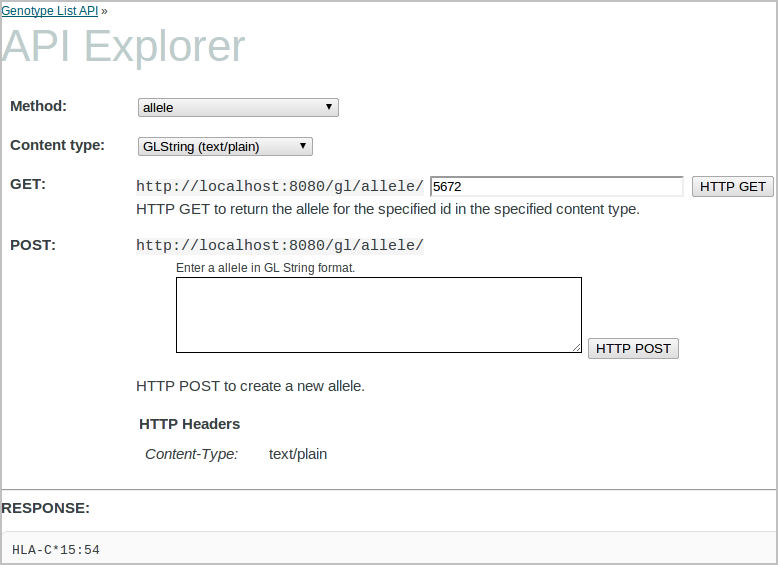 Genotype List API »
API Explorer
Method: allele
Content type: GLString (text/plain)
GET: http://localhost:8080/gl/allele/ 5672 HTTP GET
HTTP GET to return the allele for the specified id in the specified content type.
POST: http://localhost:8080/gl/allele/
Enter a allele in GL String format.
HTTP POST
HTTP POST to create a new allele.
HTTP Headers
Content-Type: text/plain
RESPONSE:
HLA-C*15:54